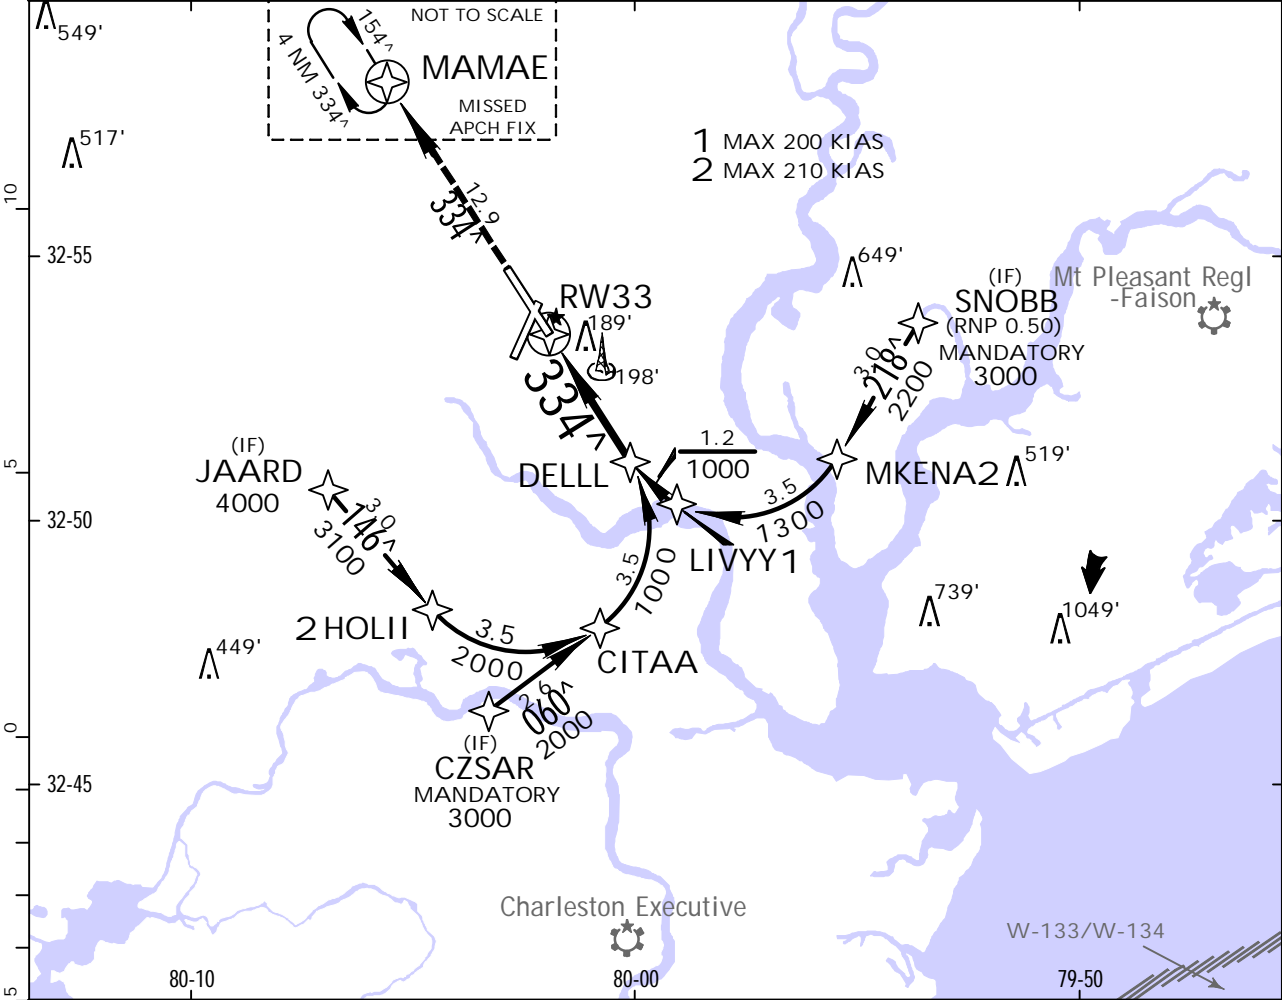 549'
517'
154^
4 NM 334^
NOT TO SCALE
MAMAE
MISSED
APCH FIX
1 MAX 200 KIAS
2 MAX 210 KIAS
10
32-55
12.9
334^
RW33
189'
198'
334^
649'
(IF)
SNOBB
(RNP 0.50)
MANDATORY
3000
Mt Pleasant Regl
-Faison
3.0
218^
2200
(IF)
JAARD
4000
5
32-50
3.0
146^
3100
DELLL
1.2
1000
MKENA2
519'
3.5
1300
LIVYY1
3.5
1000
739'
1049'
2HOLII
3.5
2000
CITAA
449'
2.6
060^
2000
(IF)
CZSAR
MANDATORY
3000
0
32-45
Charleston Executive
W-133/W-134
5
80-10
80-00
79-50